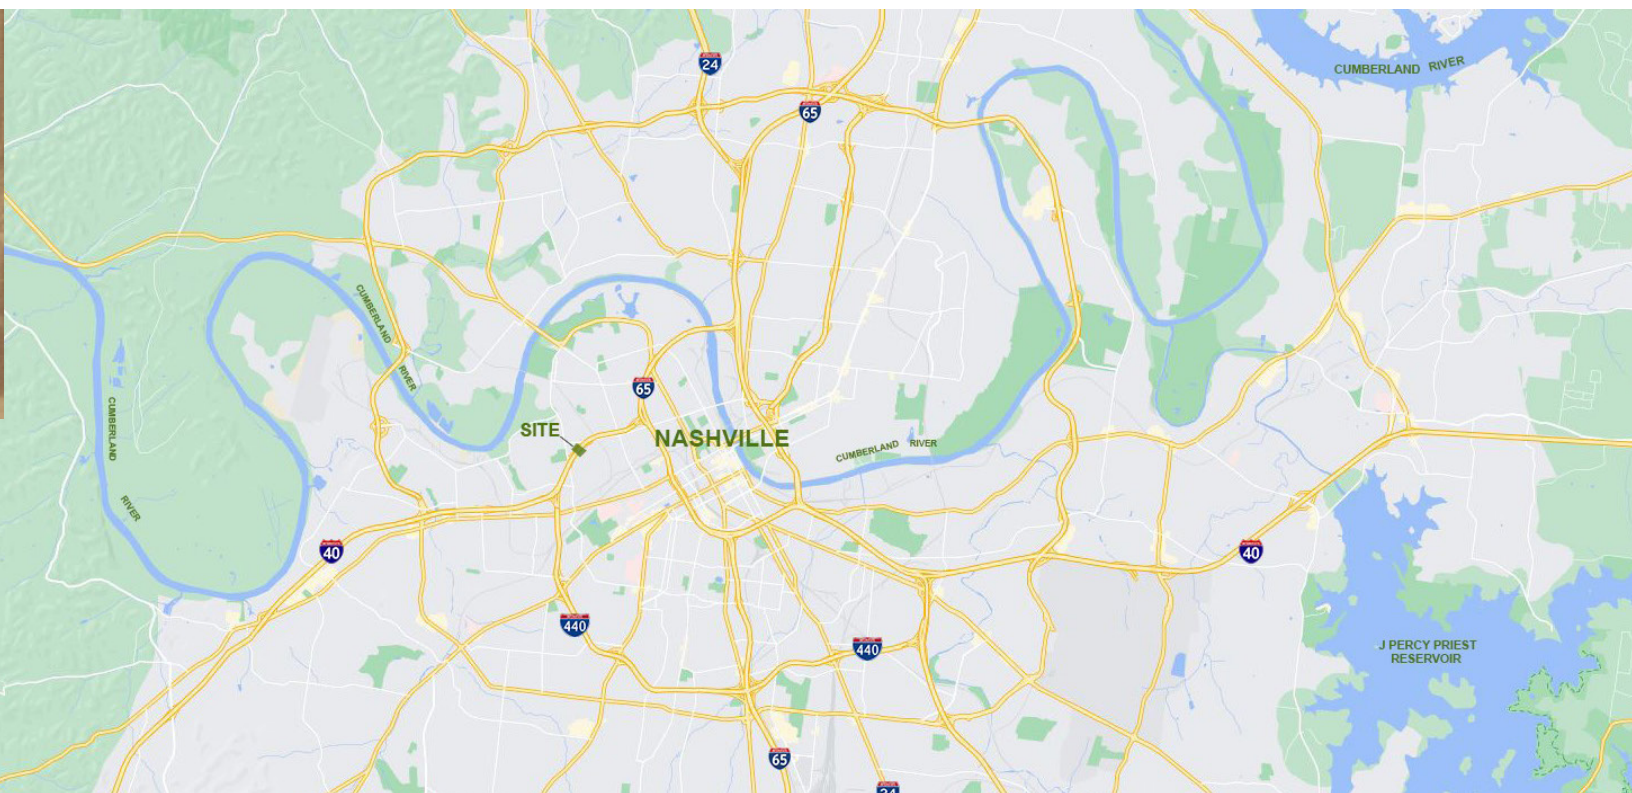 24
CUMBERLAND RIVER
65
CUMBERLAND
RIVER
65
SITE
NASHVILLE
CUMBERLAND RIVER
CUMBERLAND
RIVER
40
40
440
440
J PERCY PRIEST
RESERVOIR
65
24